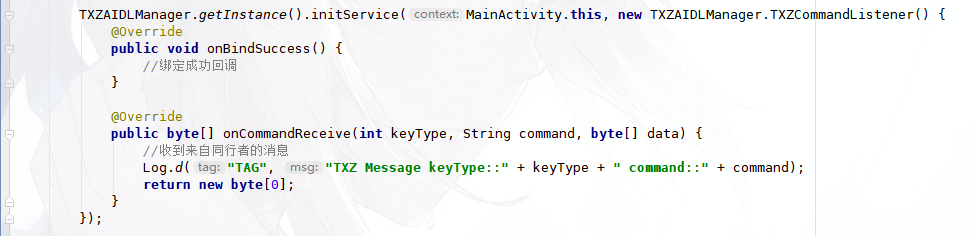 TXZAIDLManager.getInstance().initService( context: MainActivity.this, new TXZAIDLManager.TXZCommandListener() {
@Override
public void onBindSuccess() {
//绑定成功回调
}
@Override
public byte[] onCommandReceive(int keyType, String command, byte[] data) {
//收到来自同行者的消息
Log.d( tag: "TAG", msg: "TXZ Message keyType::" + keyType + " command::" + command);
return new byte[0];
}
});